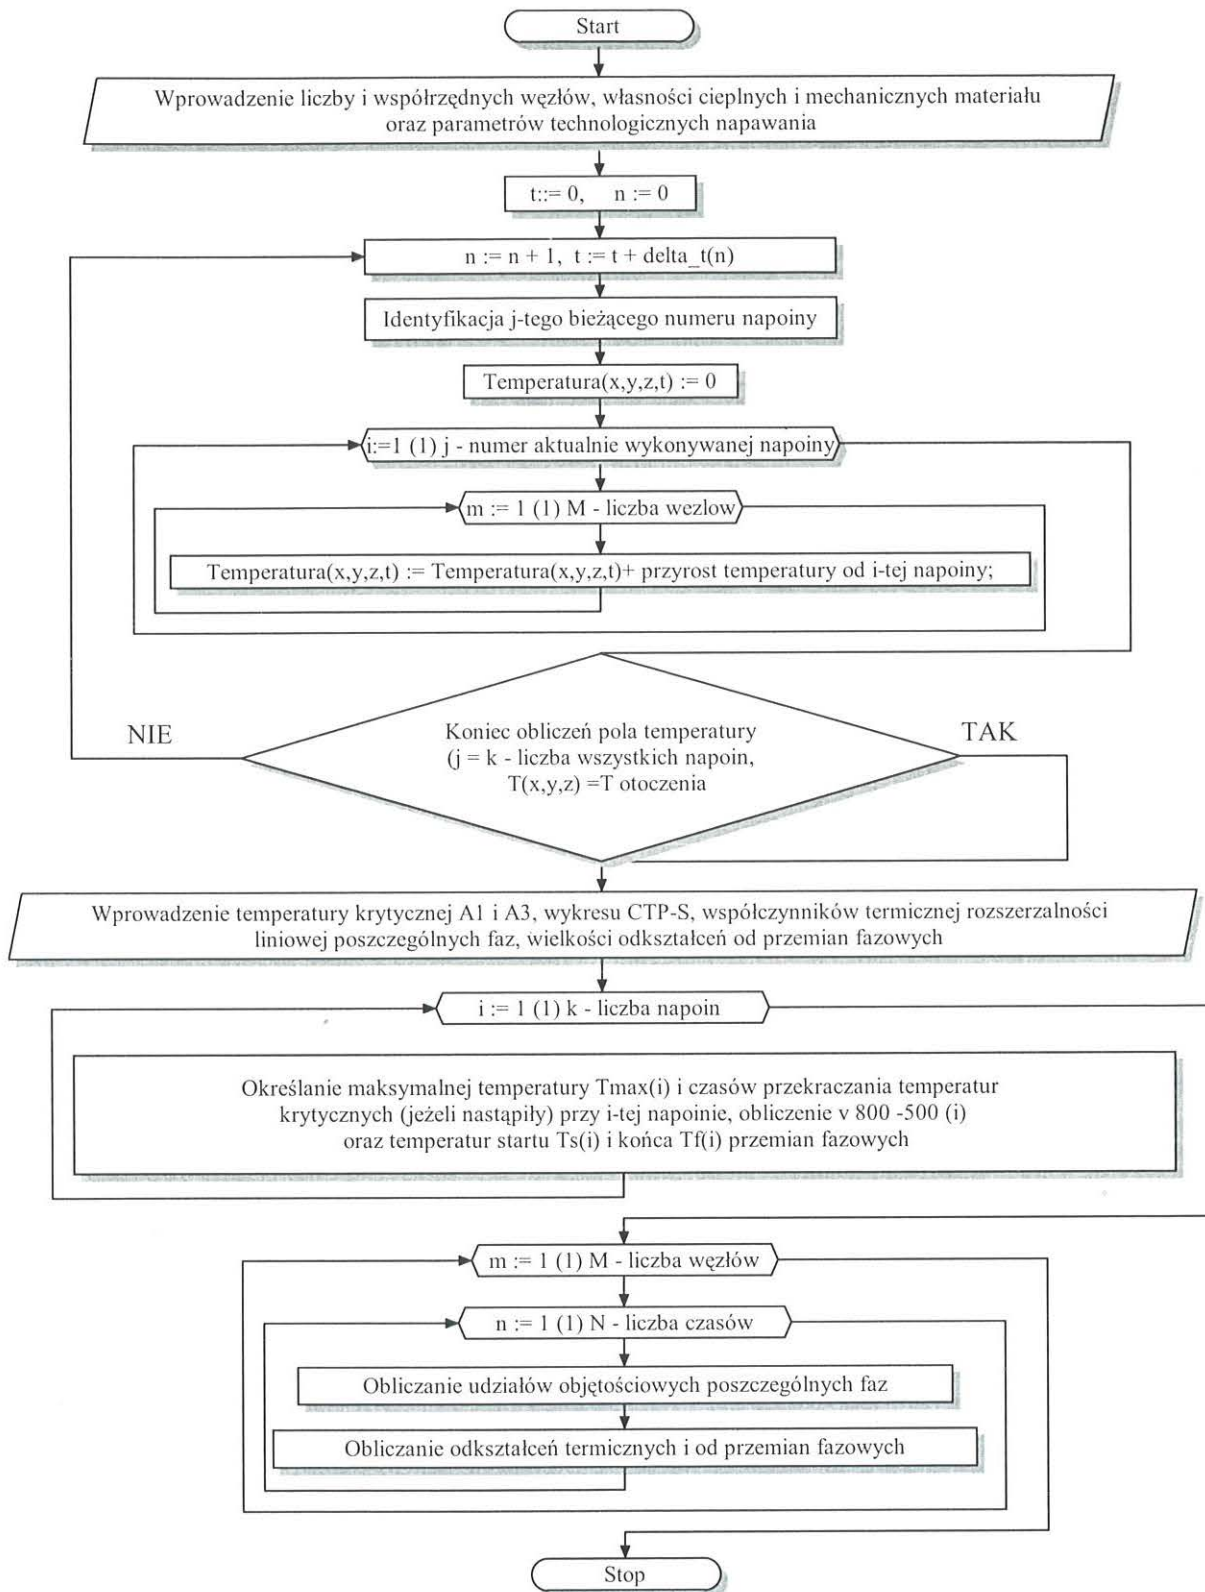 Start
Wprowadzenie liczby i współrzędnych węzłów, własności cieplnych i mechanicznych materiału
oraz parametrów technologicznych napawania
t::= 0, n := 0
n := n + 1, t := t + delta_t(n)
Identyfikacja j-tego bieżącego numeru napoiny
Temperatura(x,y,z,t) := 0
i:=1 (1) j - numer aktualnie wykonywanej napoiny
m := 1 (1) M - liczba wezlow
Temperatura(x,y,z,t) := Temperatura(x,y,z,t)+ przyrost temperatury od i-tej napoiny;
NIE
Koniec obliczeń pola temperatury
(j = k - liczba wszystkich napoin,
T(x,y,z) =T otoczenia
TAK
Wprowadzenie temperatury krytycznej A1 i A3, wykresu CTP-S, współczynników termicznej rozszerzalności
liniowej poszczególnych faz, wielkości odkształceń od przemian fazowych
i := 1 (1) k - liczba napoin
Określanie maksymalnej temperatury Tmax(i) i czasów przekraczania temperatur
krytycznych (jeżeli nastąpiły) przy i-tej napoinie, obliczenie v 800 -500 (i)
oraz temperatur startu Ts(i) i końca Tf(i) przemian fazowych
m := 1 (1) M - liczba węzłów
n := 1 (1) N - liczba czasów
Obliczanie udziałów objętościowych poszczególnych faz
Obliczanie odkształceń termicznych i od przemian fazowych
Stop